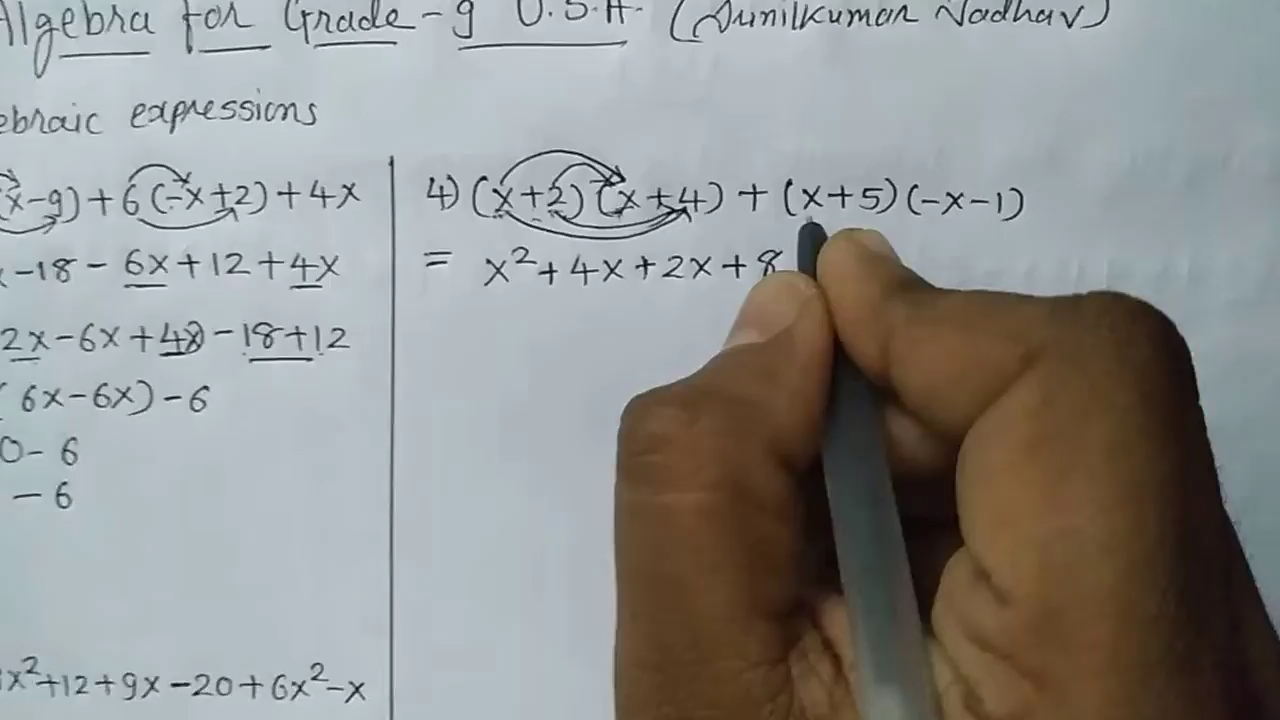 Algebra for Grade-9 U.S.A. (Sunilkumar Jadhav)
ebraic expressions
x-9)+6(-x+2)+4x
x-18-6x+12+4x
2x-6x+4x-18+12
(6x-6x)-6
0-6
-6
x²+12+9x-20+6x²-x
4)(x+2)(x+4)+(x+5)(-x-1)
= x²+4x+2x+8